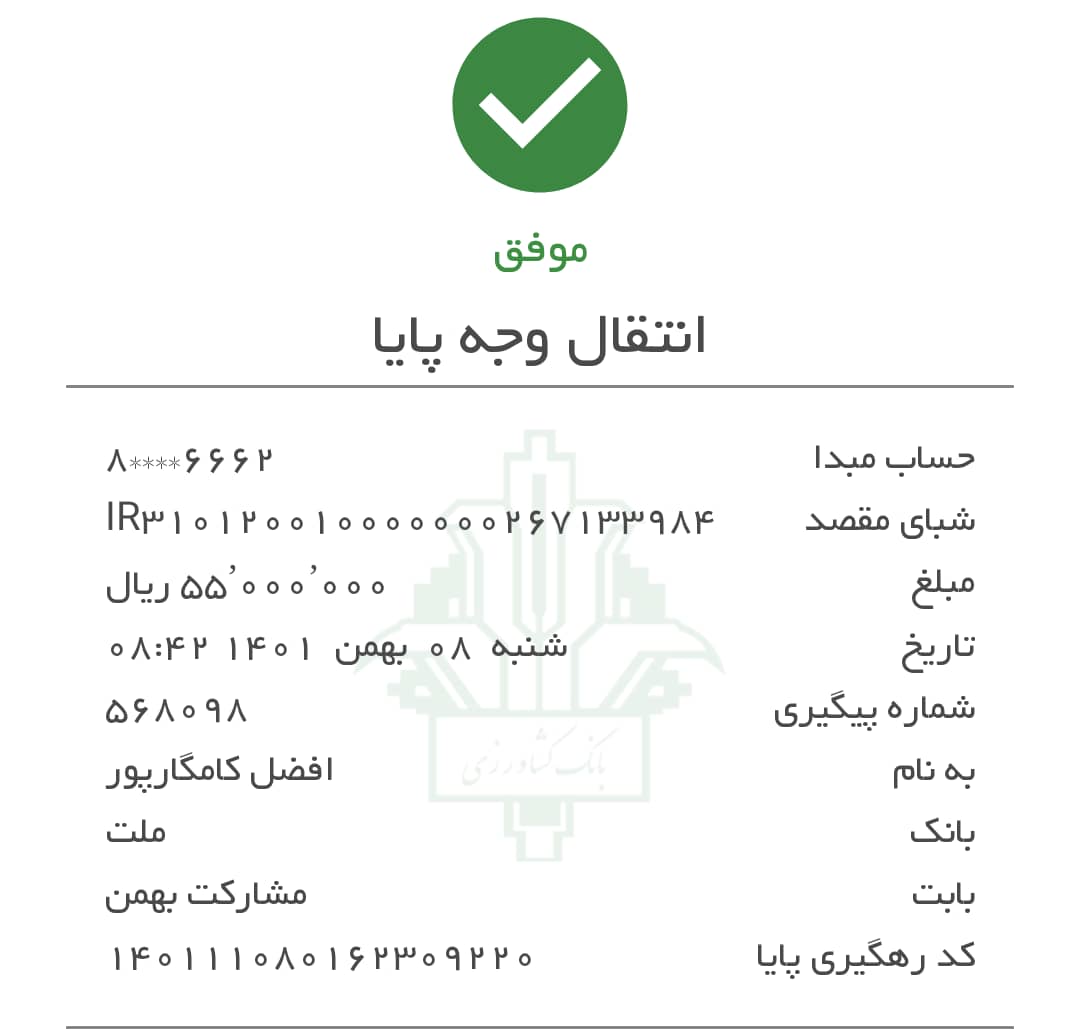 موفق
انتقال وجه پایا
حساب مبدا ۸****۶۶۶۲
شبای مقصد IR۳۱۰۱۲۰۰۱۰۰۰۰۰۰۰۲۶۷۱۳۳۹۸۴
مبلغ ۵۵٬۰۰۰٬۰۰۰ ریال
تاریخ شنبه ۰۸ بهمن ۱۴۰۱ ۰۸:۴۲
شماره پیگیری ۵۶۸۰۹۸
به نام افضل کامگارپور
بانک ملت
بابت مشارکت بهمن
کد رهگیری پایا ۱۴۰۱۱۱۰۸۰۱۶۲۳۰۹۲۲۰
بانک کشاورزی